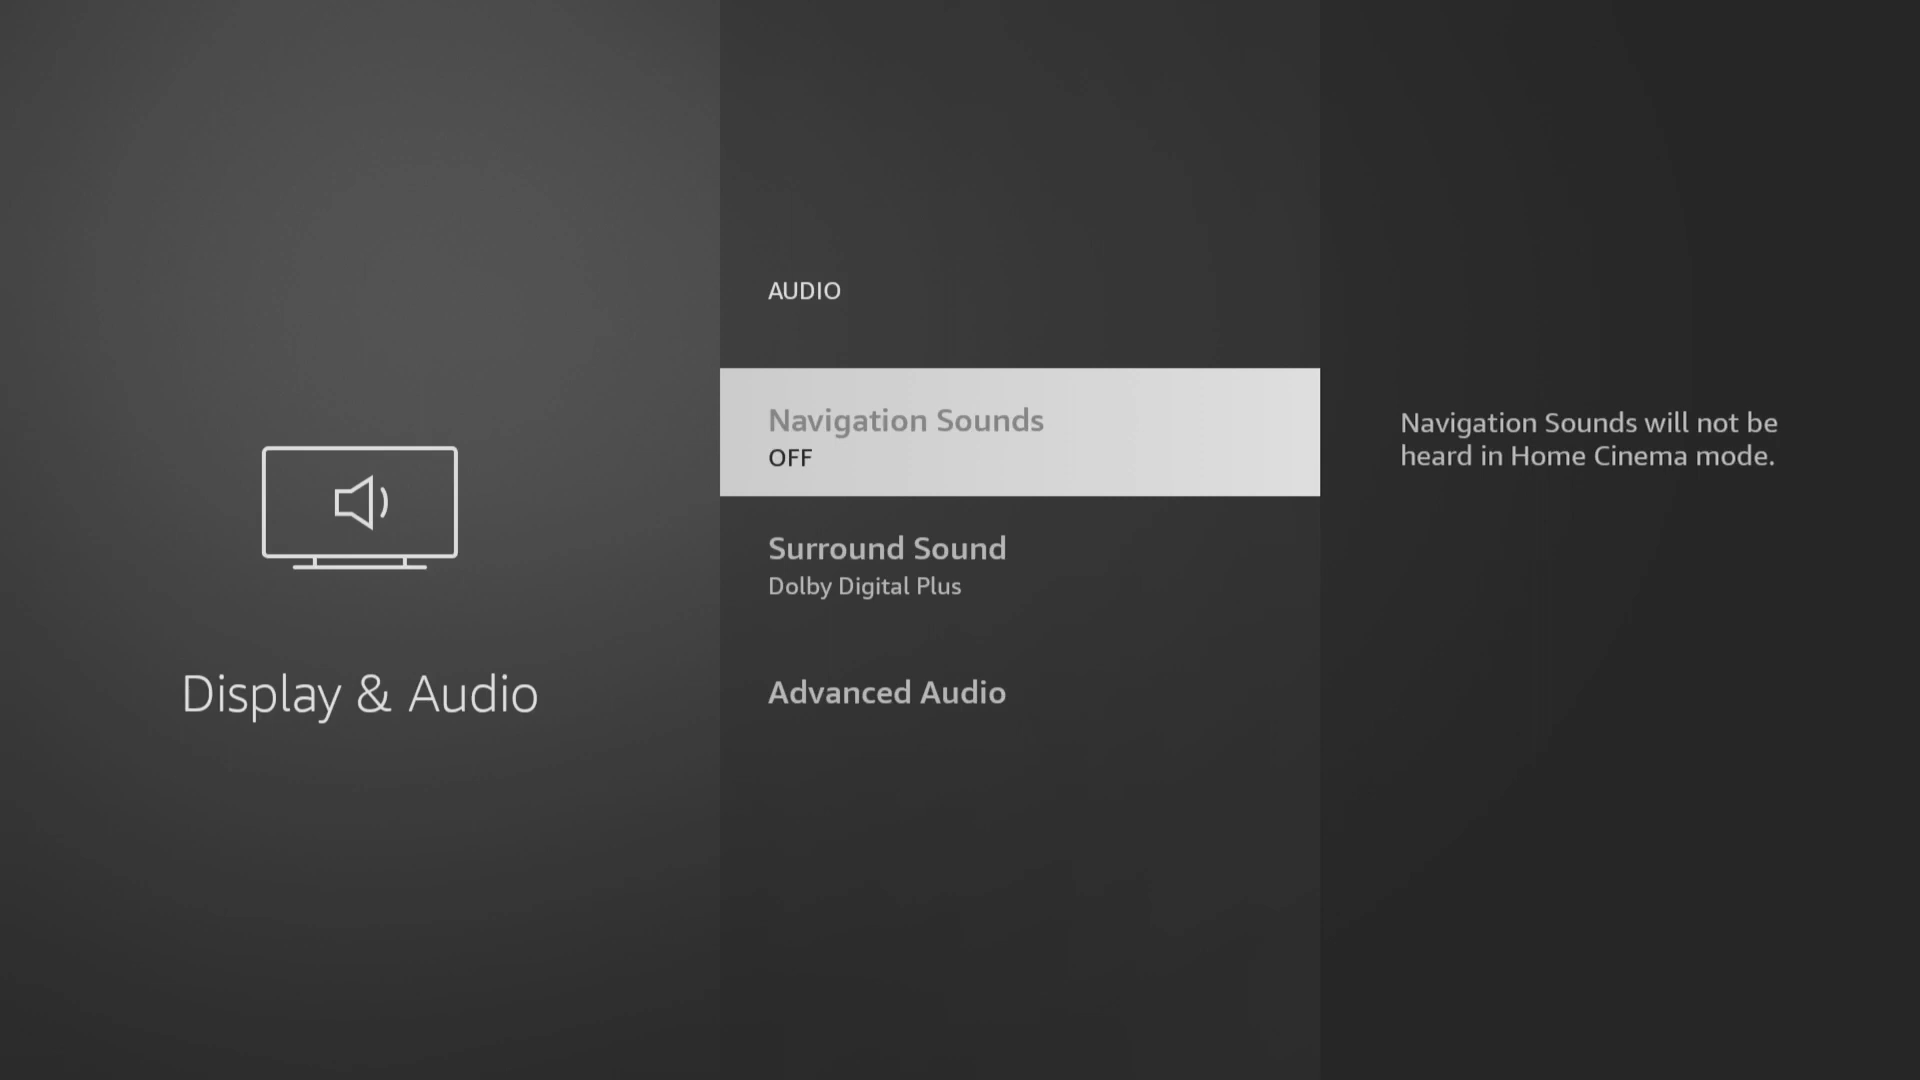 Display & Audio
AUDIO
Navigation Sounds
OFF
Surround Sound
Dolby Digital Plus
Advanced Audio
Navigation Sounds will not be
heard in Home Cinema mode.